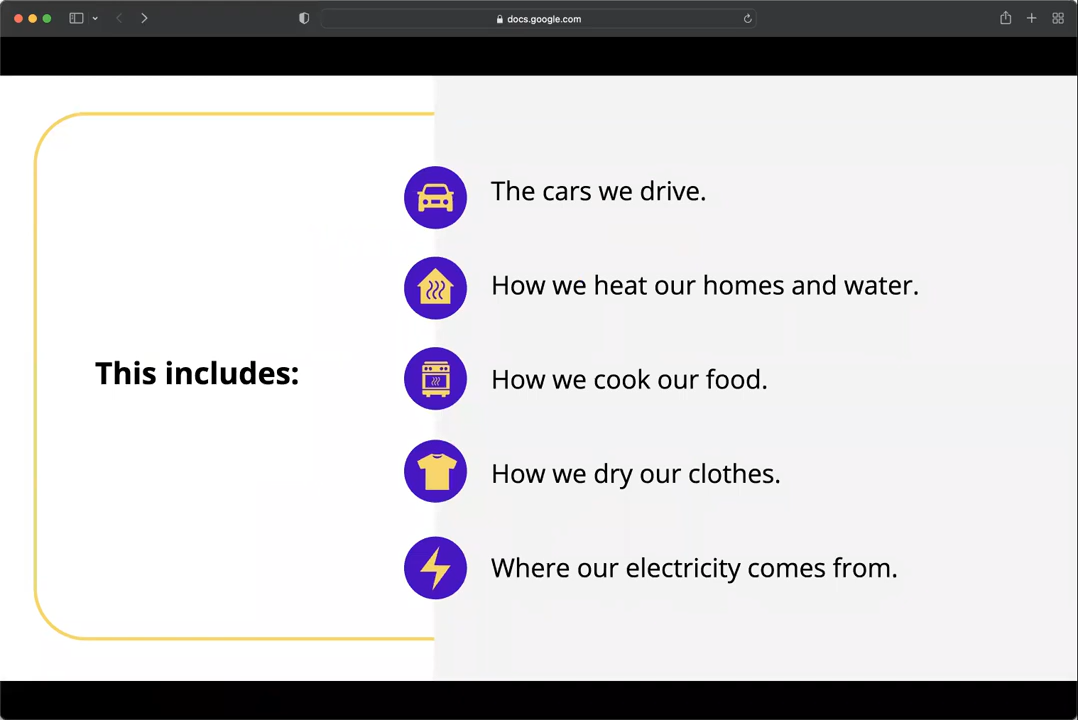 docs.google.com
This includes:
The cars we drive.
How we heat our homes and water.
How we cook our food.
How we dry our clothes.
Where our electricity comes from.